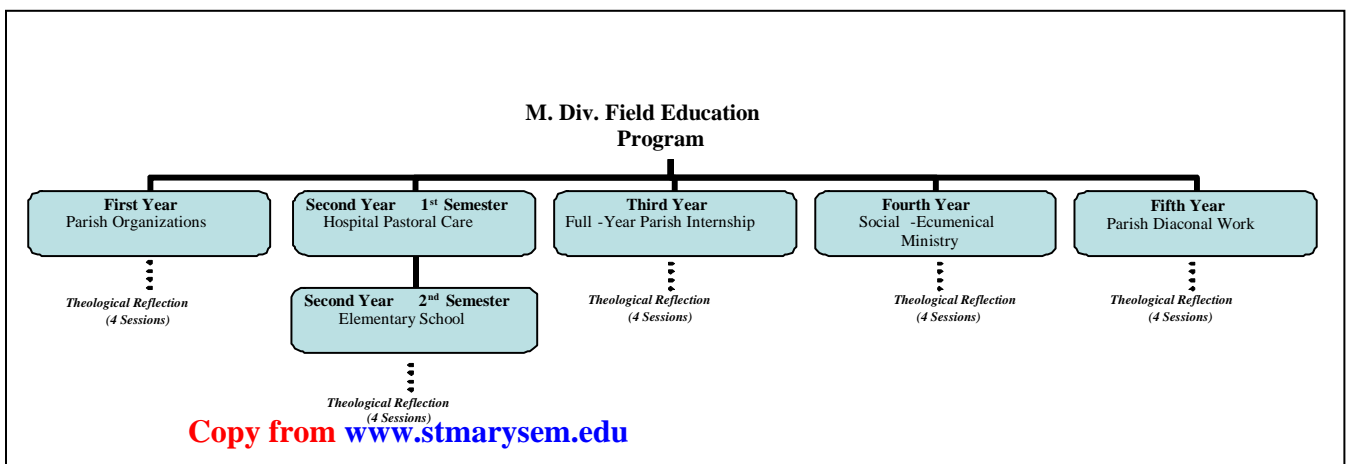 M. Div. Field Education
Program
First Year
Parish Organizations
Theological Reflection
(4 Sessions)
Second Year 1st Semester
Hospital Pastoral Care
Second Year 2nd Semester
Elementary School
Theological Reflection
(4 Sessions)
Third Year
Full -Year Parish Internship
Theological Reflection
(4 Sessions)
Fourth Year
Social -Ecumenical
Ministry
Theological Reflection
(4 Sessions)
Fifth Year
Parish Diaconal Work
Theological Reflection
(4 Sessions)
Copy from www.stmarysem.edu